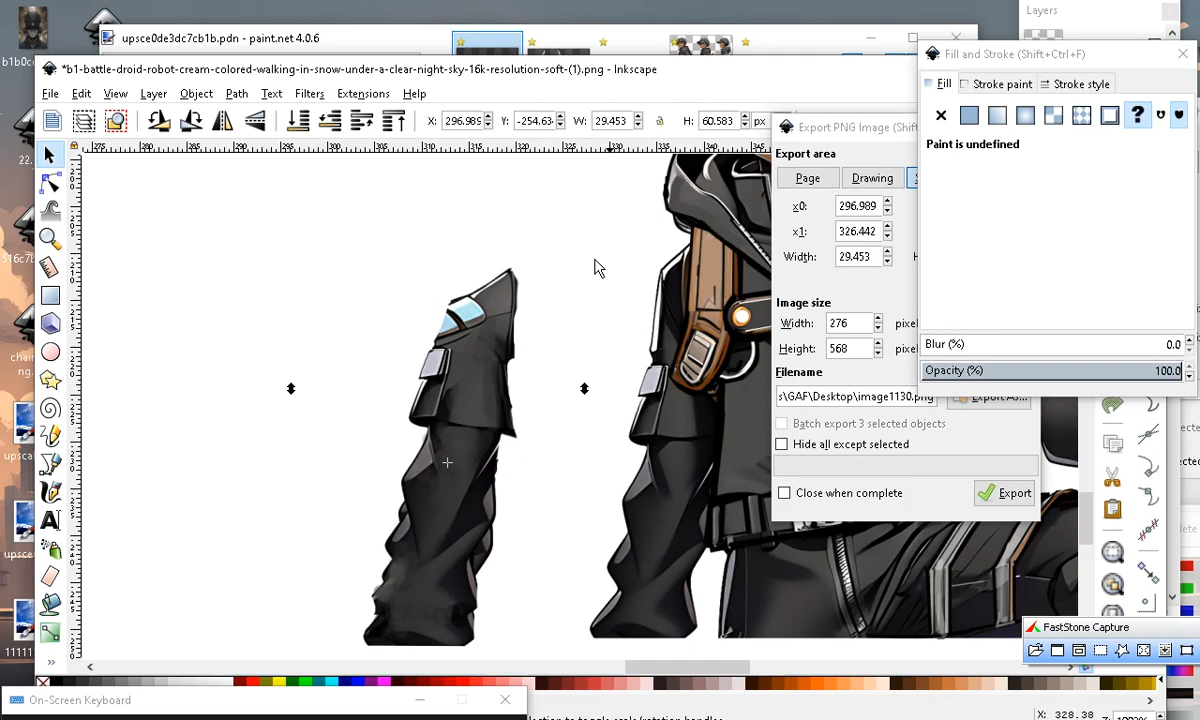 Layers
upsce0de3dc7cb1b.pdn - paint.net 4.0.6
Fill and Stroke (Shift+Ctrl+F)
*b1-battle-droid-robot-cream-colored-walking-in-snow-under-a-clear-night-sky-16k-resolution-soft-(1).png - Inkscape
Fill Stroke paint Stroke style
File Edit View Layer Object Path Text Filters Extensions Help
X: 296.989 Y: -254.63 W: 29.453 H: 60.583 px
Export PNG Image (Shift
Paint is undefined
Export area
Page Drawing
x0: 296.989
x1: 326.442
Width: 29.453
Image size
Width: 276 pixel
Height: 568 pixel
Blur (%) 0.0
Opacity (%) 100.0
Filename
s\GAF\Desktop\image1130.png Export As...
Batch export 3 selected objects
Hide all except selected
Close when complete Export
FastStone Capture
On-Screen Keyboard
X: 328.38